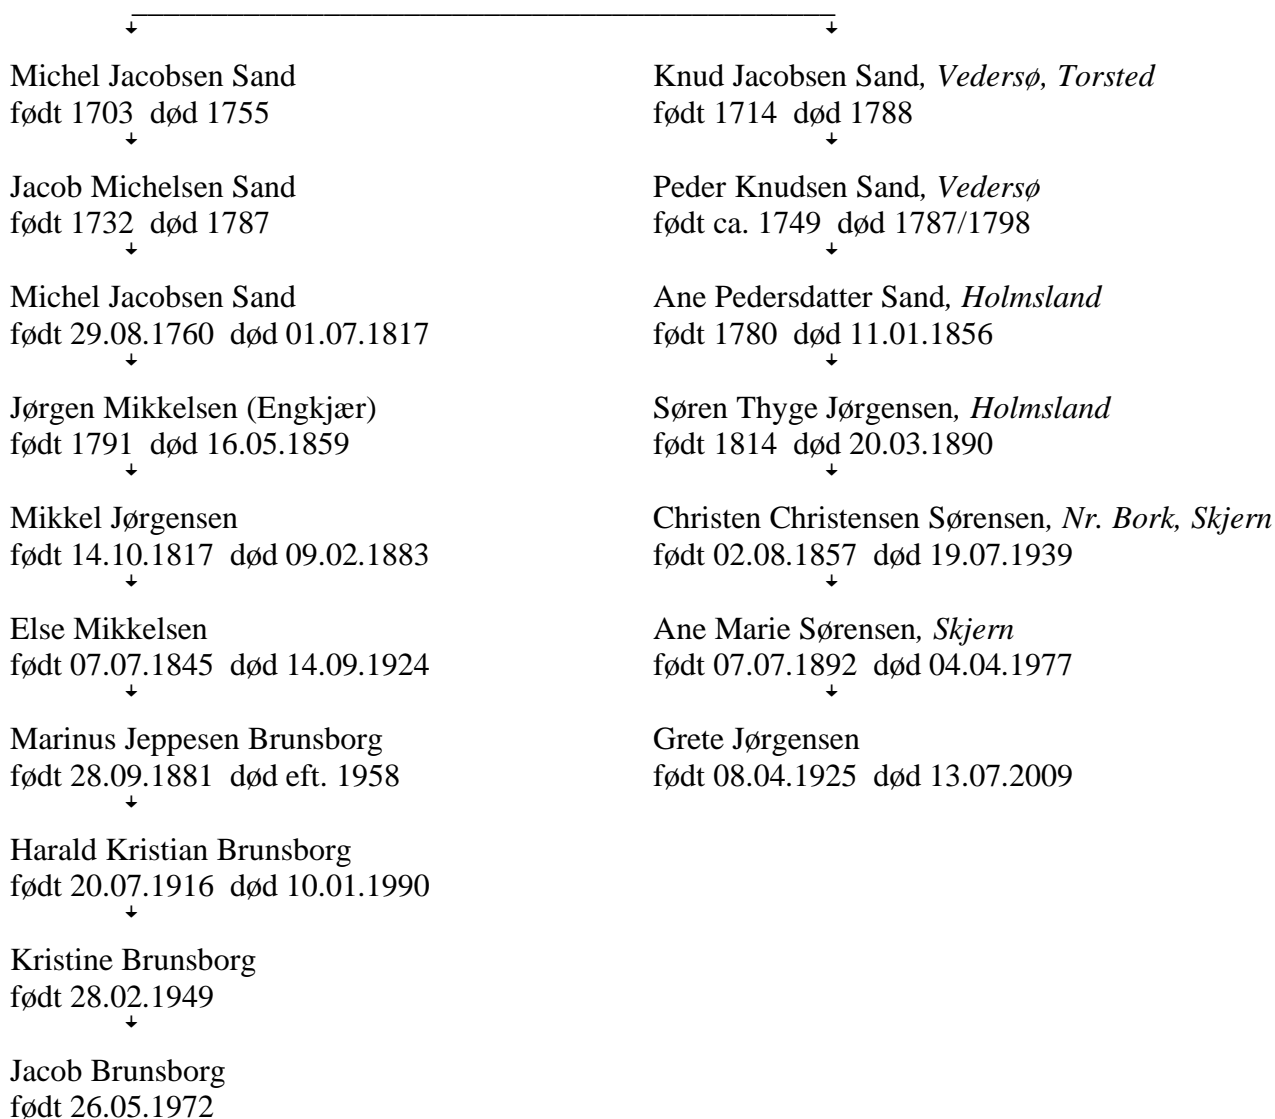 Michel Jacobsen Sand
født 1703 død 1755
Jacob Michelsen Sand
født 1732 død 1787
Michel Jacobsen Sand
født 29.08.1760 død 01.07.1817
Jørgen Mikkelsen (Engkjær)
født 1791 død 16.05.1859
Mikkel Jørgensen
født 14.10.1817 død 09.02.1883
Else Mikkelsen
født 07.07.1845 død 14.09.1924
Marinus Jeppesen Brunsborg
født 28.09.1881 død eft. 1958
Harald Kristian Brunsborg
født 20.07.1916 død 10.01.1990
Kristine Brunsborg
født 28.02.1949
Jacob Brunsborg
født 26.05.1972
Knud Jacobsen Sand, Vedersø, Torsted
født 1714 død 1788
Peder Knudsen Sand, Vedersø
født ca. 1749 død 1787/1798
Ane Pedersdatter Sand, Holmsland
født 1780 død 11.01.1856
Søren Thyge Jørgensen, Holmsland
født 1814 død 20.03.1890
Christen Christensen Sørensen, Nr. Bork, Skjern
født 02.08.1857 død 19.07.1939
Ane Marie Sørensen, Skjern
født 07.07.1892 død 04.04.1977
Grete Jørgensen
født 08.04.1925 død 13.07.2009